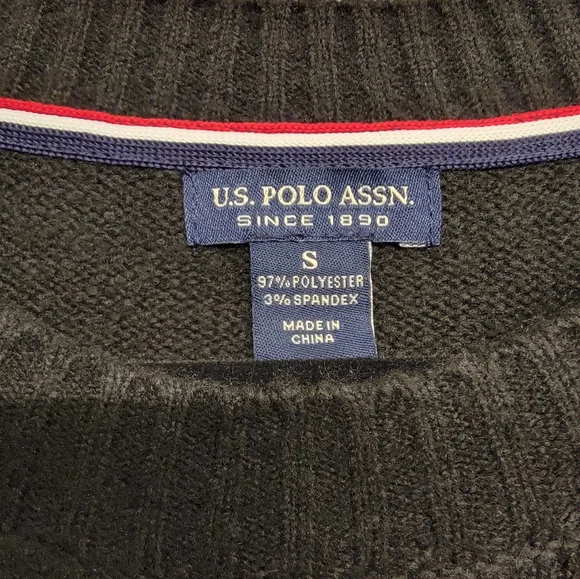 U.S. POLO ASSN.
SINCE 1890
S
97% POLYESTER
3% SPANDEX
MADE IN
CHINA